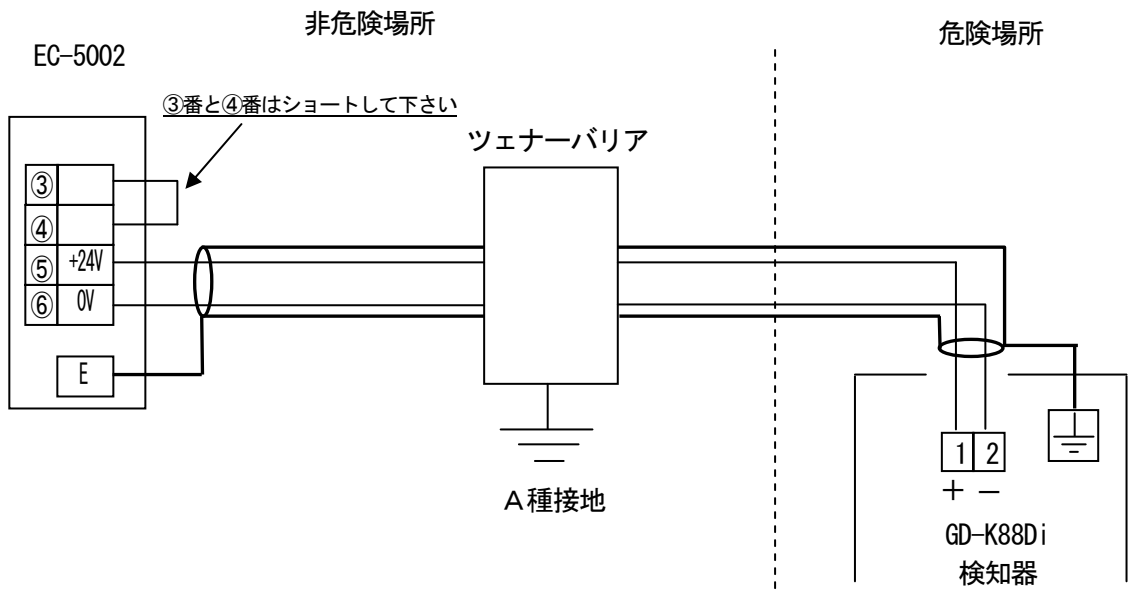 非危険場所
危険場所
EC-5002
③番と④番はショートして下さい
ツェナーバリア
③
④
⑤ +24V
⑥ 0V
E
A種接地
1 2
+ −
GD-K88Di
検知器